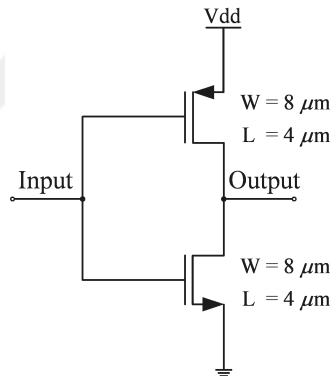 Vdd
W = 8 μm
L = 4 μm
Input
Output
W = 8 μm
L = 4 μm